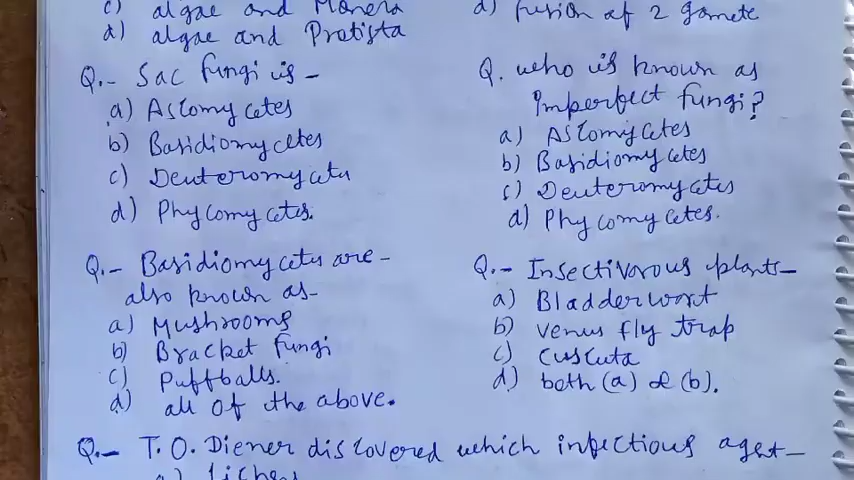 c) algae and Monera
d) algae and Protista
Q.- Sac fungi is -
a) Ascomycetes
b) Basidiomycetes
c) Deuteromycetes
d) Phycomycetes.
Q.- Basidiomycetes are -
also known as-
a) Mushrooms
b) Bracket fungi
c) Puffballs.
d) all of the above.
d) fusion of 2 gamete
Q. who is known as
imperfect fungi?
a) Ascomycetes
b) Basidiomycetes
c) Deuteromycetes
d) Phycomycetes.
Q.- Insectivorous plants-
a) Bladderwort
b) venus fly trap
c) Cuscuta
d) both (a) & (b).
Q.- T.O. Diener discovered which infectious agent-
a) lichens